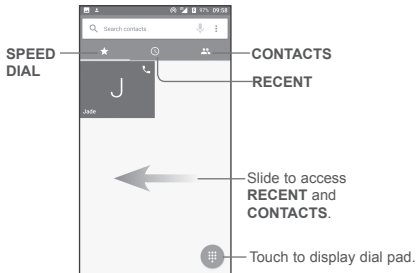 97% 09:58
Search contacts
SPEED
DIAL
CONTACTS
RECENT
J
Jade
Slide to access
RECENT and
CONTACTS.
Touch to display dial pad.